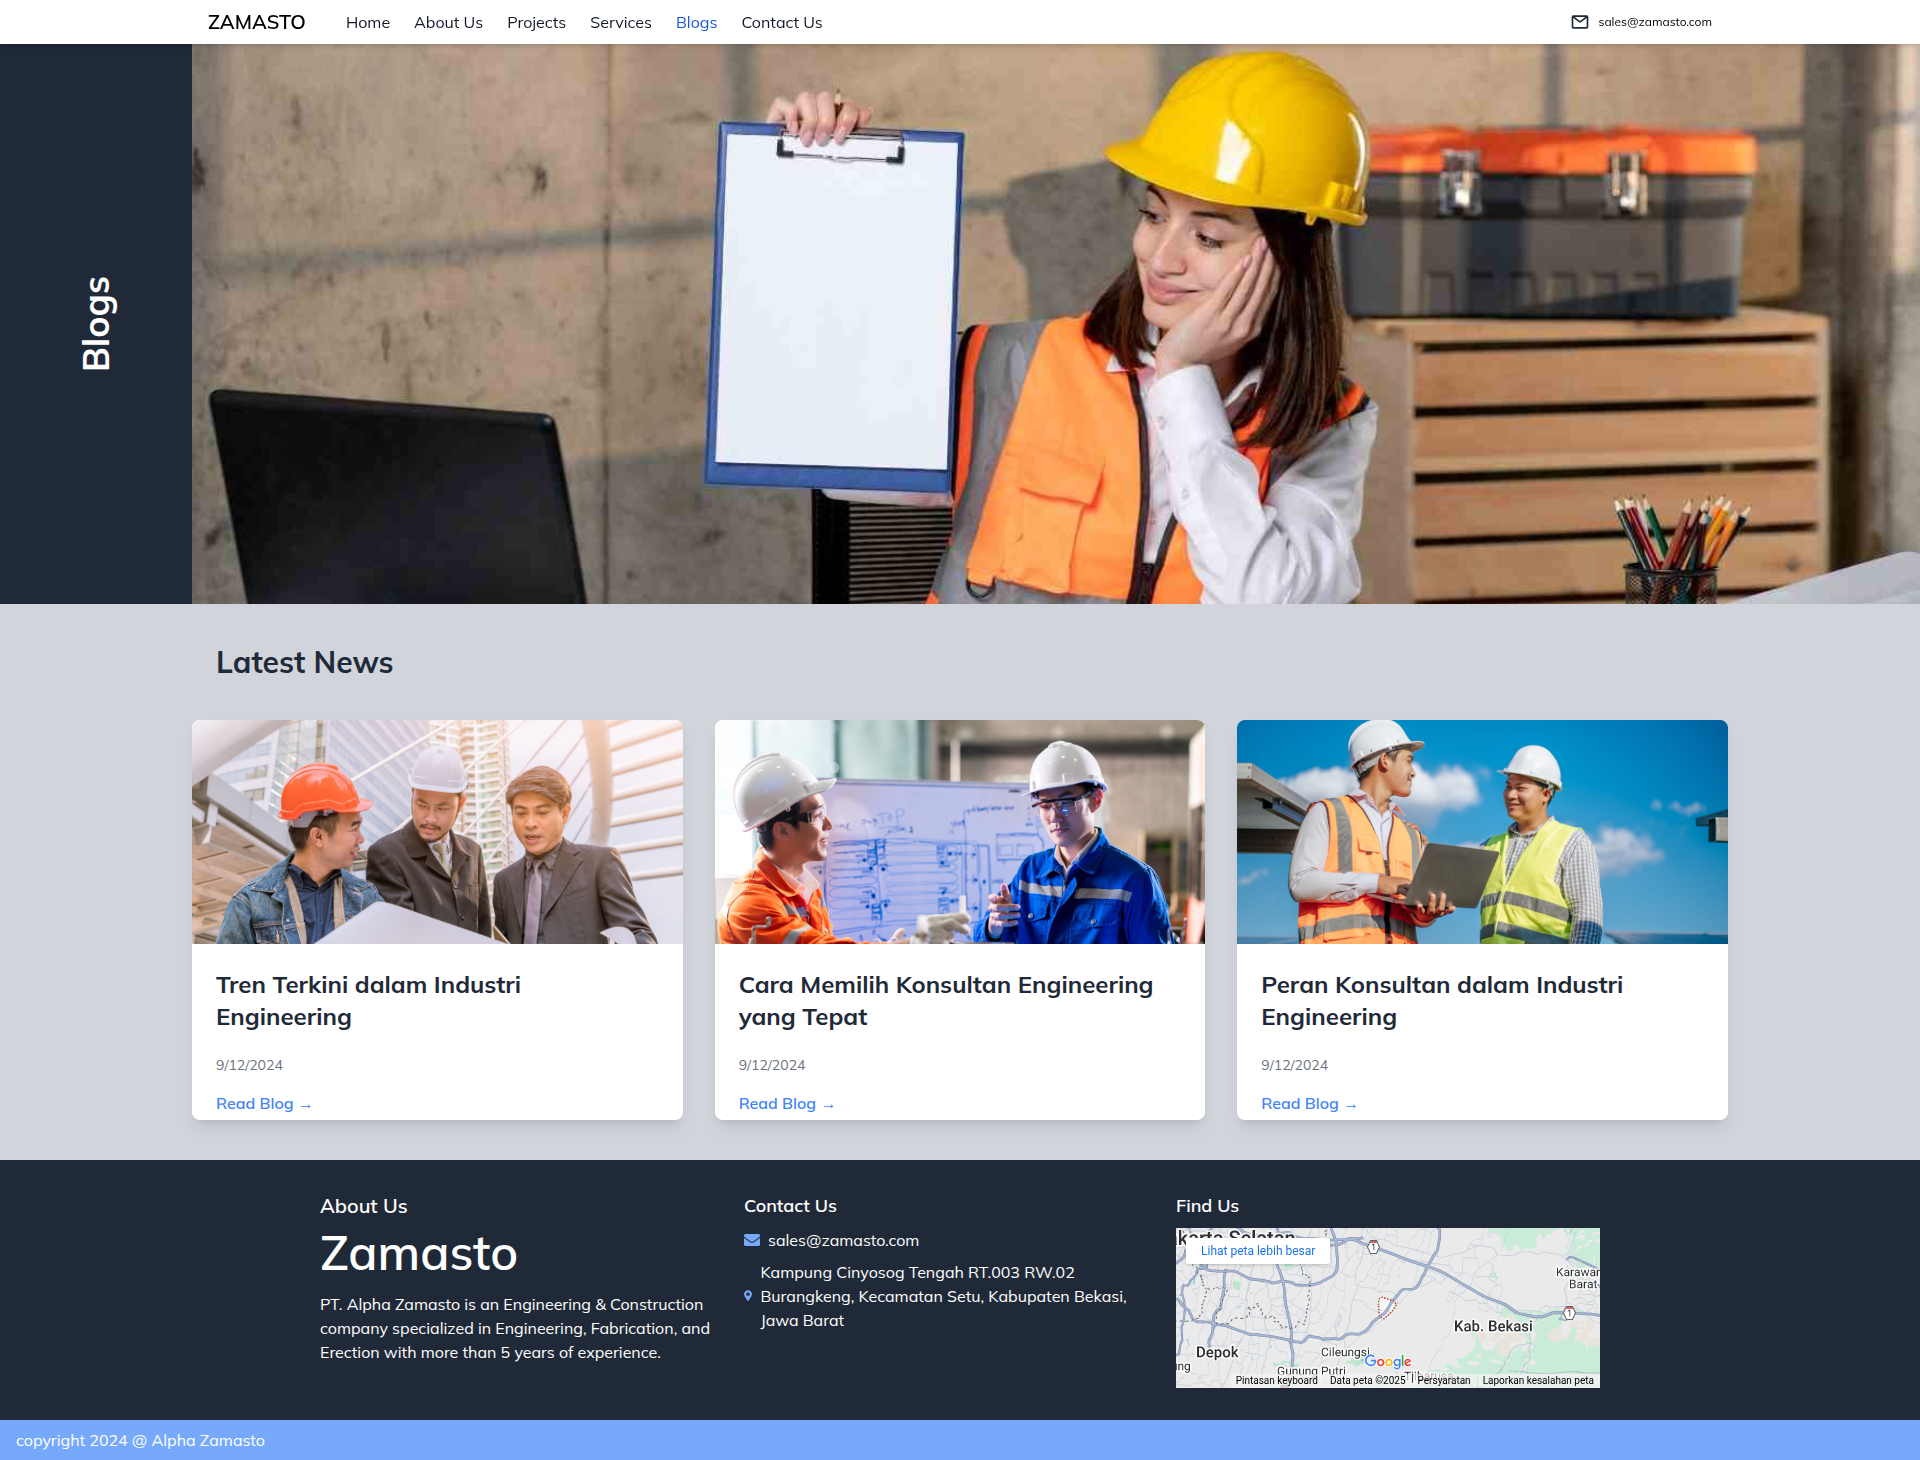 ZAMASTO
Home
About Us
Projects
Services
Blogs
Contact Us
sales@zamasto.com
Blogs
Latest News
Tren Terkini dalam Industri
Engineering
9/12/2024
Read Blog →
Cara Memilih Konsultan Engineering
yang Tepat
9/12/2024
Read Blog →
Peran Konsultan dalam Industri
Engineering
9/12/2024
Read Blog →
About Us
Zamasto
PT. Alpha Zamasto is an Engineering & Construction
company specialized in Engineering, Fabrication, and
Erection with more than 5 years of experience.
Contact Us
sales@zamasto.com
Kampung Cinyosog Tengah RT.003 RW.02
Burangkeng, Kecamatan Setu, Kabupaten Bekasi,
Jawa Barat
Find Us
Lihat peta lebih besar
1
Karawan
Barat
1
Kab. Bekasi
Depok
Cileungsi
Google
Gunung Putri
Pintasan keyboard
Data peta ©2025
Persyaratan
Laporkan kesalahan peta
copyright 2024 @ Alpha Zamasto